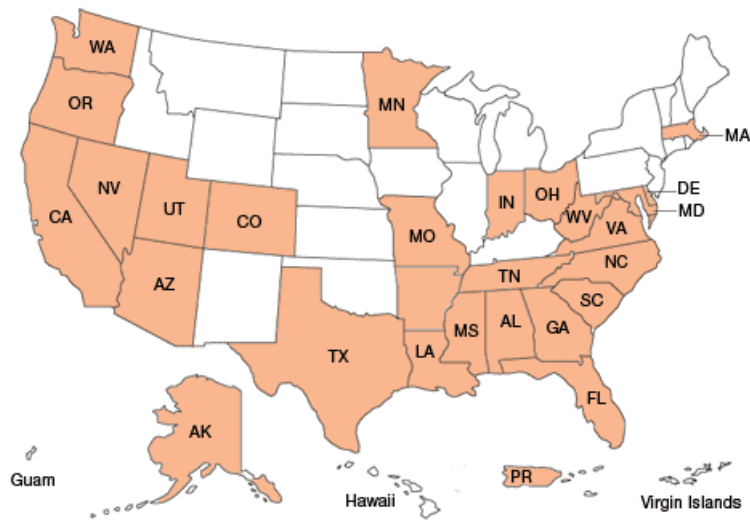 WA
OR
MN
MA
NV
UT
CO
CA
IN
OH
WV
VA
DE
MD
MO
AZ
TN
NC
SC
MS
AL
GA
LA
TX
FL
AK
PR
Guam
Hawaii
Virgin Islands